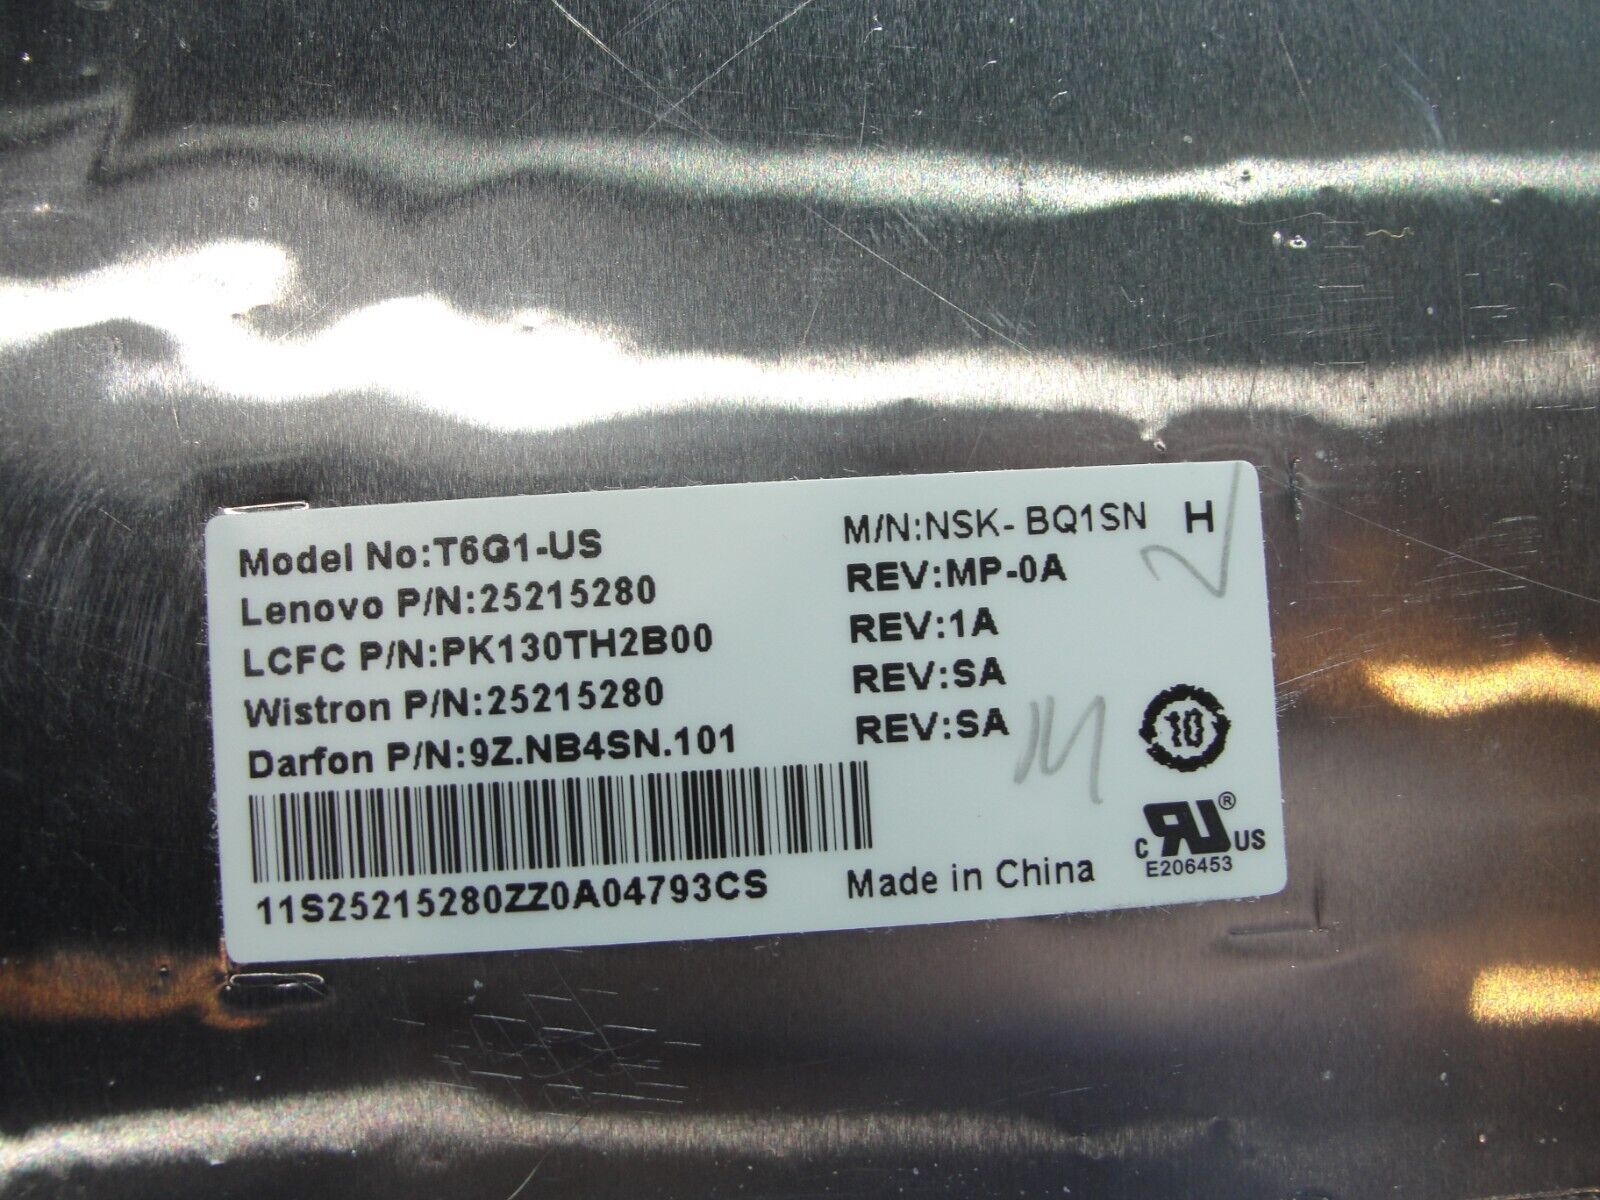 Model No:T6G1-US M/N:NSK- BQ1SN H
Lenovo P/N:25215280 REV:MP-0A
LCFC P/N:PK130TH2B00 REV:1A
Wistron P/N:25215280 REV:SA
Darfon P/N:9Z.NB4SN.101 REV:SA
10
11S25215280ZZ0A04793CS
Made in China
c RU ® US
E206453